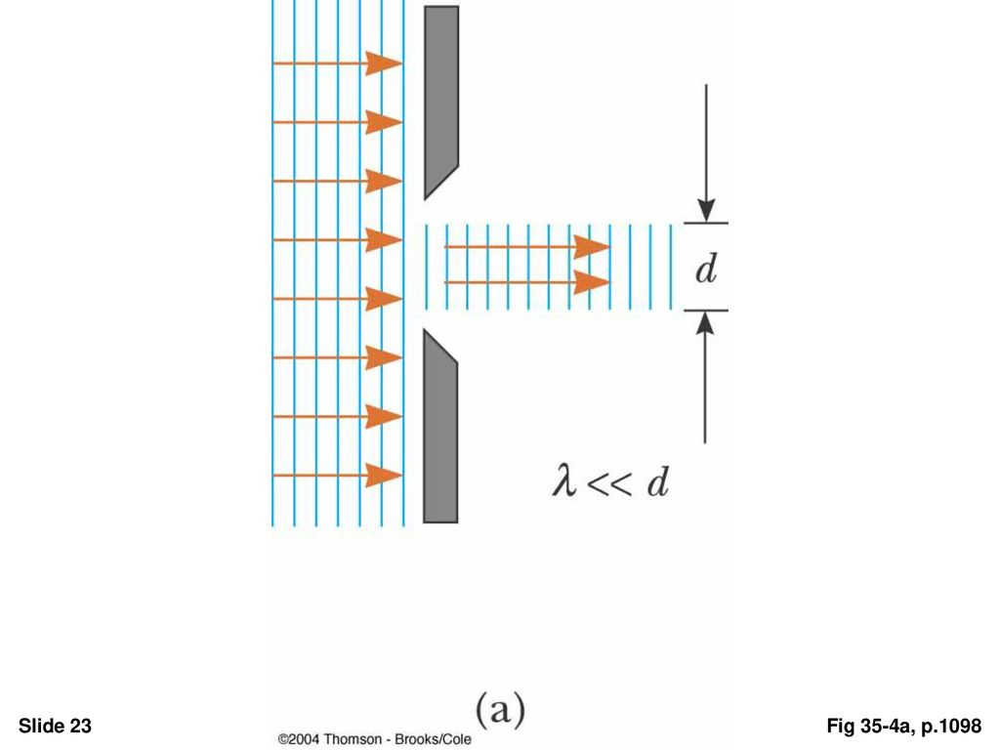 d
λ << d
(a)
Slide 23
Fig 35-4a, p.1098
©2004 Thomson - Brooks/Cole